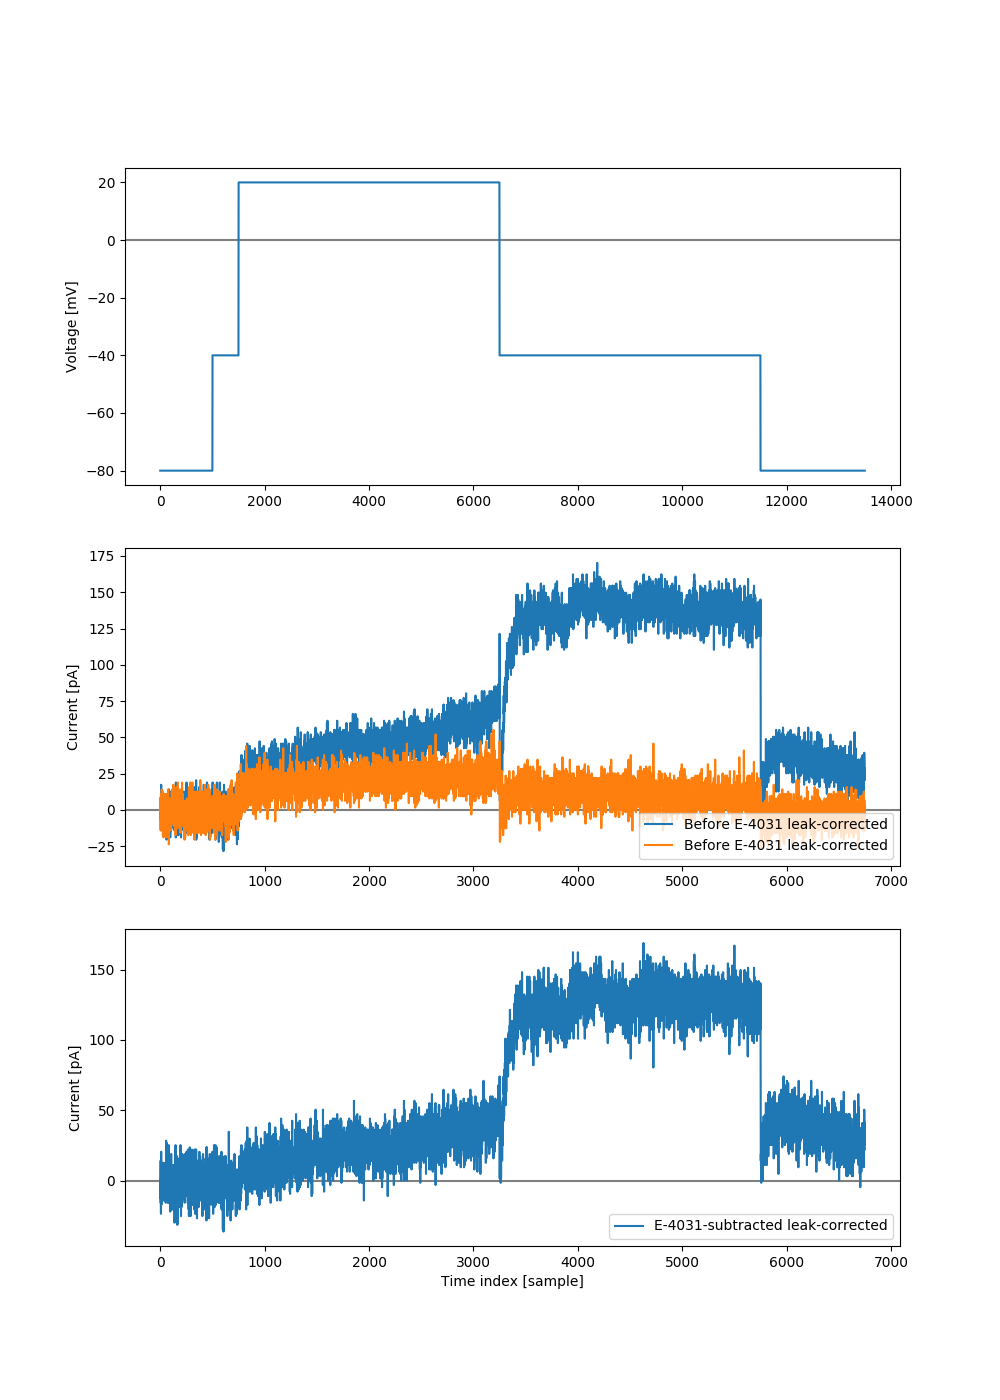 20
0
−20
−40
−60
−80
Voltage [mV]
0 2000 4000 6000 8000 10000 12000 14000
175
150
125
100
75
50
25
0
−25
Current [pA]
Before E-4031 leak-corrected
Before E-4031 leak-corrected
0 1000 2000 3000 4000 5000 6000 7000
150
100
50
0
Current [pA]
E-4031-subtracted leak-corrected
0 1000 2000 3000 4000 5000 6000 7000
Time index [sample]